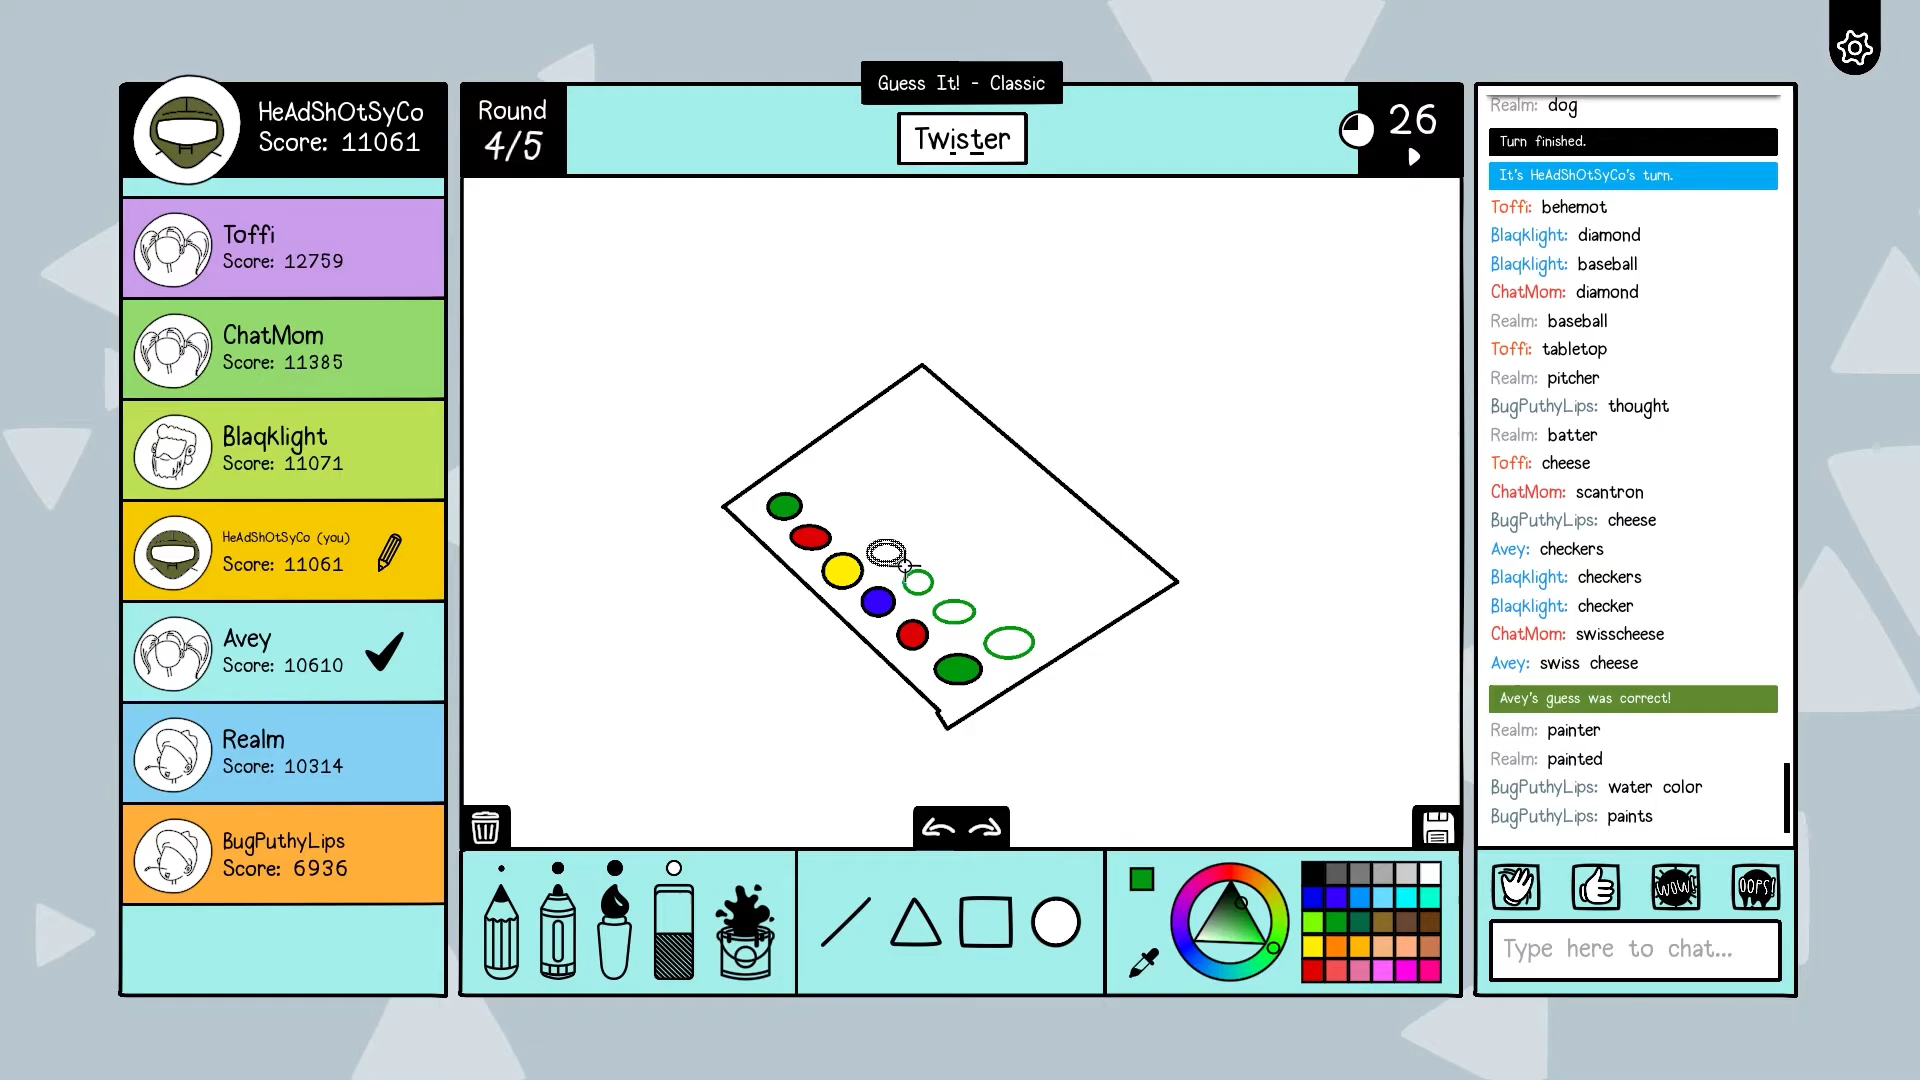 Guess It! - Classic
HeAdShOtSyCo
Score: 11061
Round
4/5
Twister
26
Toffi
Score: 12759
ChatMom
Score: 11385
Blaqklight
Score: 11071
HeAdShOtSyCo (you)
Score: 11061
Avey
Score: 10610
Realm
Score: 10314
BugPuthyLips
Score: 6936
Realm: dog
Turn finished.
It's HeAdShOtSyCo's turn.
Toffi: behemot
Blaqklight: diamond
Blaqklight: baseball
ChatMom: diamond
Realm: baseball
Toffi: tabletop
Realm: pitcher
BugPuthyLips: thought
Realm: batter
Toffi: cheese
ChatMom: scantron
BugPuthyLips: cheese
Avey: checkers
Blaqklight: checkers
Blaqklight: checker
ChatMom: swisscheese
Avey: swiss cheese
Avey's guess was correct!
Realm: painter
Realm: painted
BugPuthyLips: water color
BugPuthyLips: paints
WOW!
OOPS!
Type here to chat...